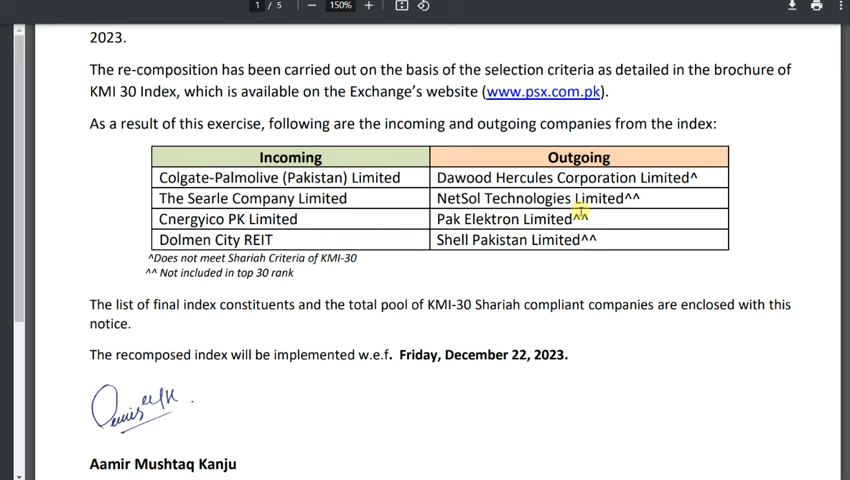 1 / 5 — 150% +
2023.
The re-composition has been carried out on the basis of the selection criteria as detailed in the brochure of
KMI 30 Index, which is available on the Exchange's website (www.psx.com.pk).
As a result of this exercise, following are the incoming and outgoing companies from the index:
Incoming Outgoing
Colgate-Palmolive (Pakistan) Limited Dawood Hercules Corporation Limited^
The Searle Company Limited NetSol Technologies Limited^^
Cnergyico PK Limited Pak Elektron Limited^^
Dolmen City REIT Shell Pakistan Limited^^
^Does not meet Shariah Criteria of KMI-30
^^ Not included in top 30 rank
The list of final index constituents and the total pool of KMI-30 Shariah compliant companies are enclosed with this
notice.
The recomposed index will be implemented w.e.f. Friday, December 22, 2023.
Aamir Mushtaq Kanju